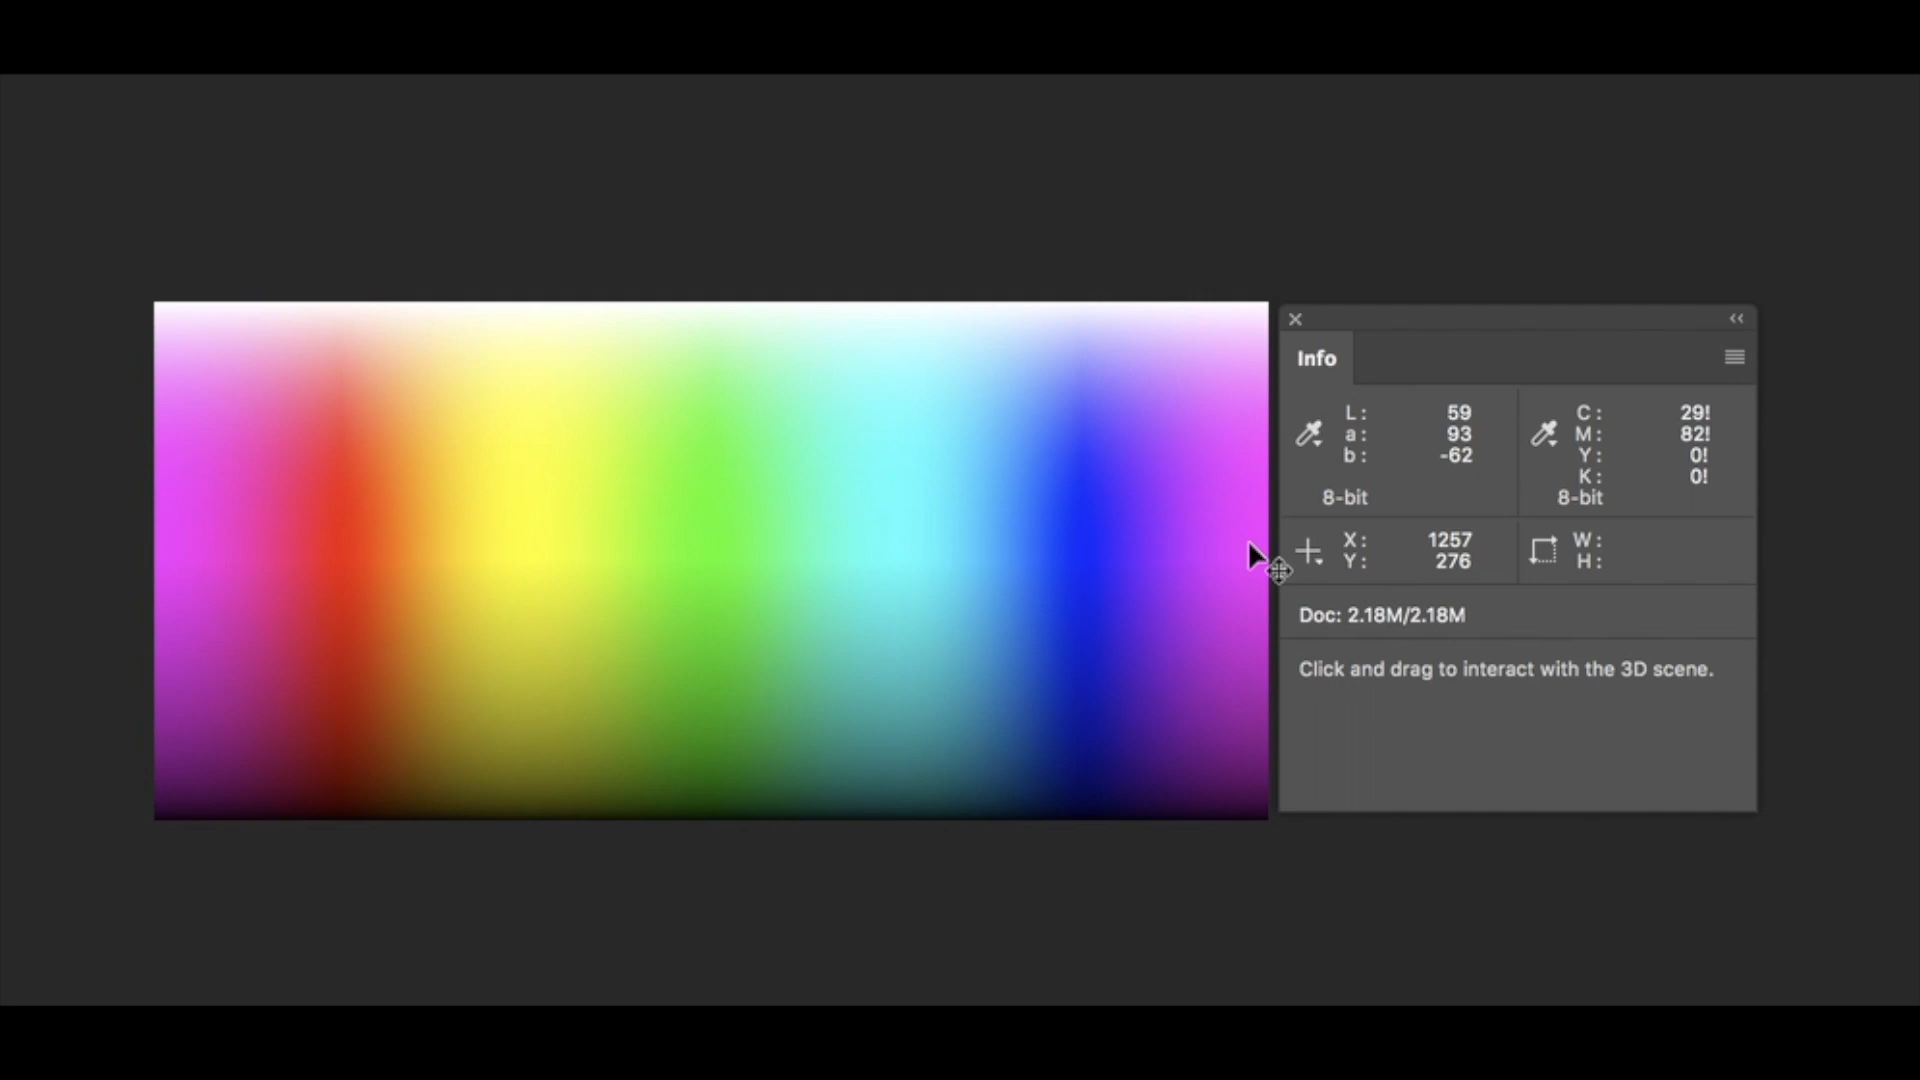 Info
L: 59
a: 93
b: -62
8-bit
C: 29!
M: 82!
Y: 0!
K: 0!
8-bit
X: 1257
Y: 276
W:
H:
Doc: 2.18M/2.18M
Click and drag to interact with the 3D scene.